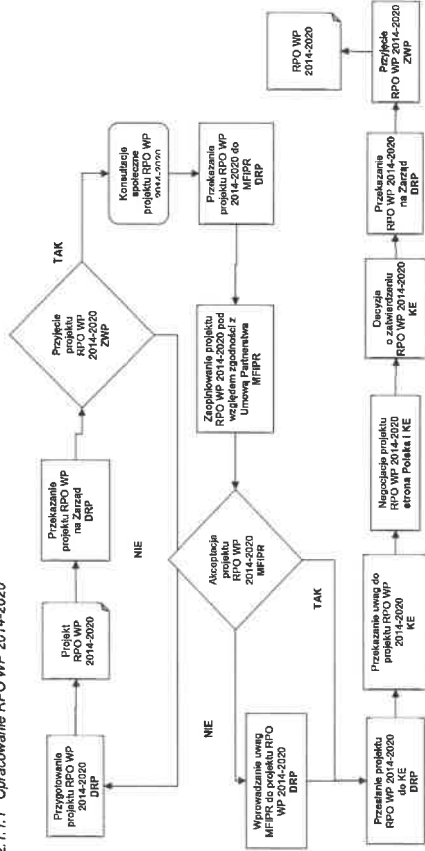 2.1.1.1 Opracowanie RPO WP 2014-2020
Przygotowanie
projektu RPO WP
2014-2020
DRP
Projekt
RPO WP
2014-2020
Przekazanie
projektu RPO WP
na Zarząd
DRP
Przyjęcie
projektu
RPO WP
2014-2020
ZWP
TAK
NIE
Konsultacje
społeczne
projektu RPO WP
2014-2020
Przekazanie
projektu RPO WP
2014-2020 do
MFIPR
DRP
Zaopiniowanie projektu
RPO WP 2014-2020 pod
względem zgodności z
Umową Partnerstwa
MFIPR
Akceptacja
projektu
RPO WP
2014-2020
MFIPR
NIE
TAK
Wprowadzanie uwag
MFIPR do projektu RPO
WP 2014-2020
DRP
Przesłanie projektu
RPO WP 2014-2020
do KE
DRP
Przekazanie uwag do
projektu RPO WP
2014-2020
KE
Negocjacje projektu
RPO WP 2014-2020
strona Polska i KE
Decyzja
o zatwierdzeniu
RPO WP 2014-2020
KE
Przekazanie
RPO WP 2014-2020
na Zarząd
DRP
Przyjęcie
RPO WP 2014-2020
ZWP
RPO WP
2014-2020